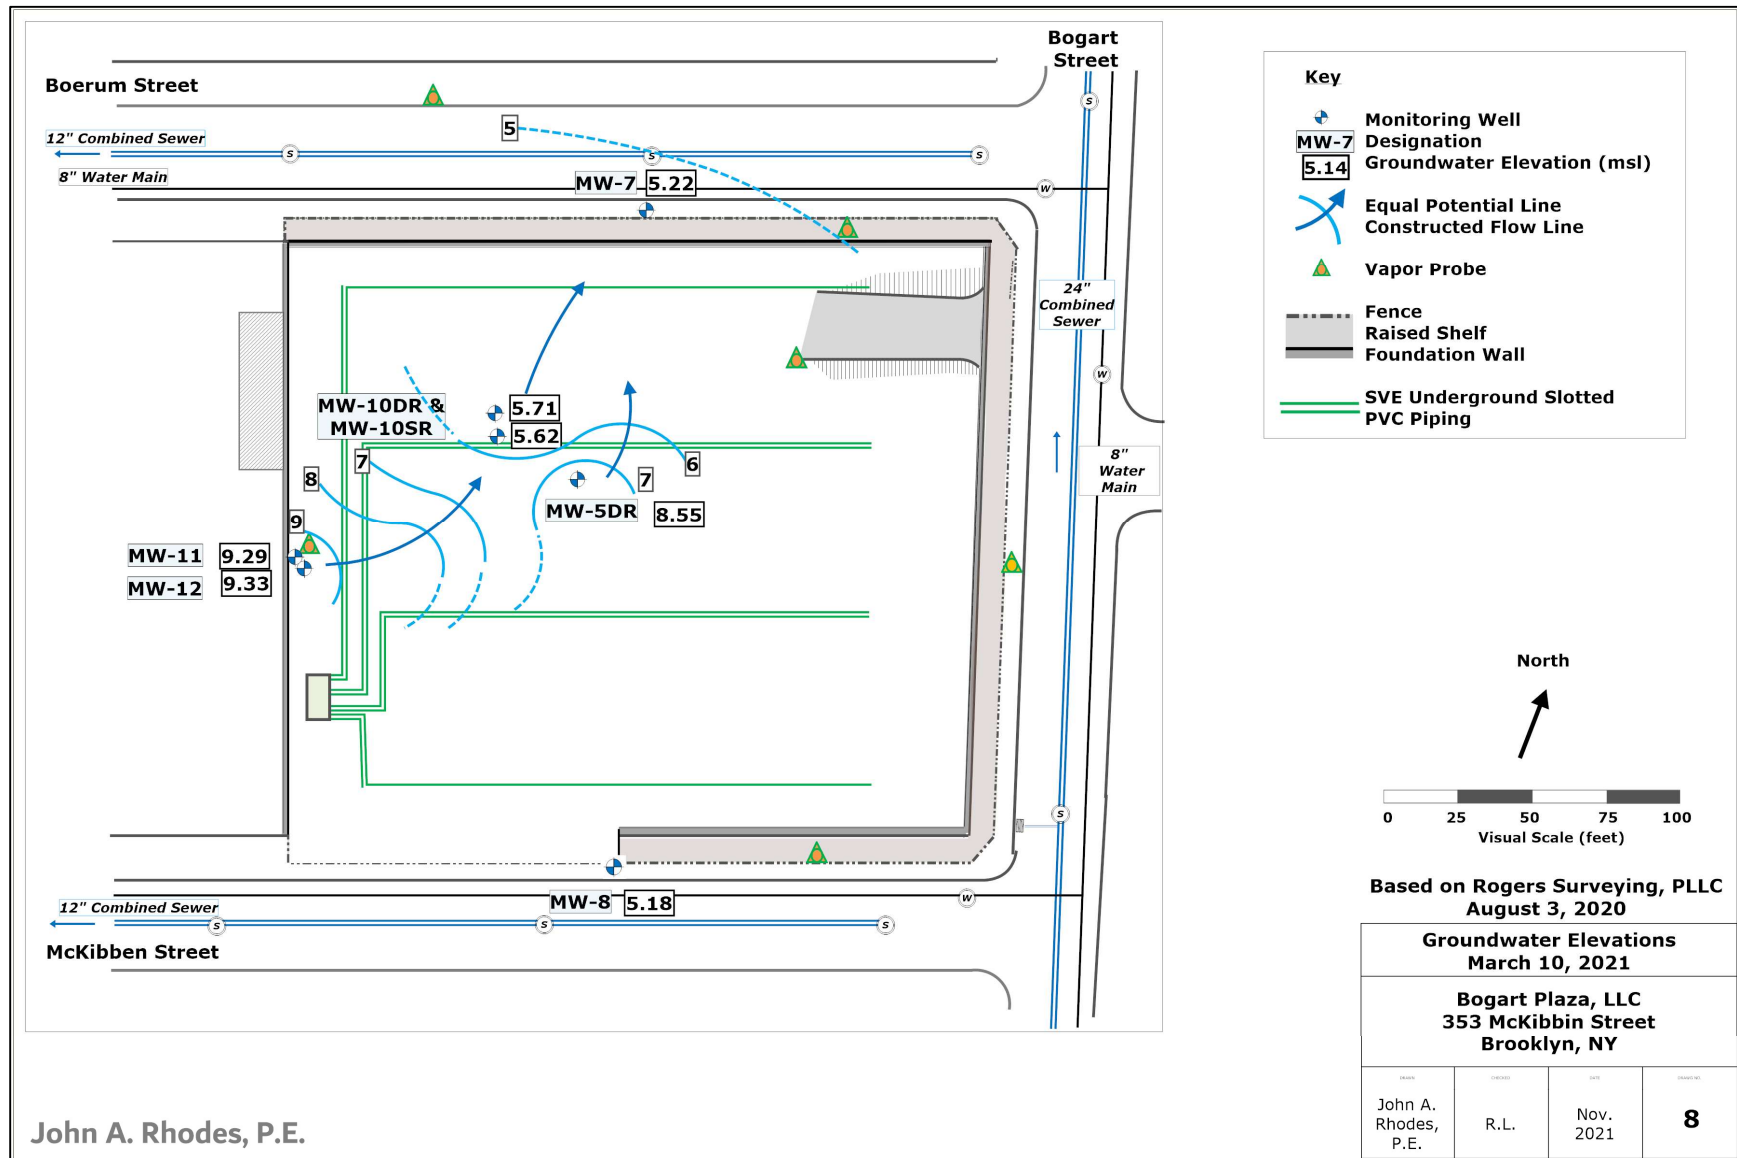 Bogart
Street
Boerum Street
5
12" Combined Sewer
S
S
S
S
8" Water Main
MW-7
5.22
W
24"
Combined
Sewer
W
MW-10DR &
MW-10SR
5.71
5.62
7
8
6
7
8"
Water
Main
MW-5DR
8.55
9
MW-11
9.29
MW-12
9.33
S
MW-8
5.18
W
12" Combined Sewer
S
S
S
McKibben Street
Key
Monitoring Well
MW-7
Designation
5.14
Groundwater Elevation (msl)
Equal Potential Line
Constructed Flow Line
Vapor Probe
Fence
Raised Shelf
Foundation Wall
SVE Underground Slotted
PVC Piping
North
0 25 50 75 100
Visual Scale (feet)
Based on Rogers Surveying, PLLC
August 3, 2020
Groundwater Elevations
March 10, 2021
Bogart Plaza, LLC
353 McKibbin Street
Brooklyn, NY
DRAWN
CHECKED
DATE
John A.
Rhodes,
P.E.
R.L.
Nov.
2021
8
John A. Rhodes, P.E.